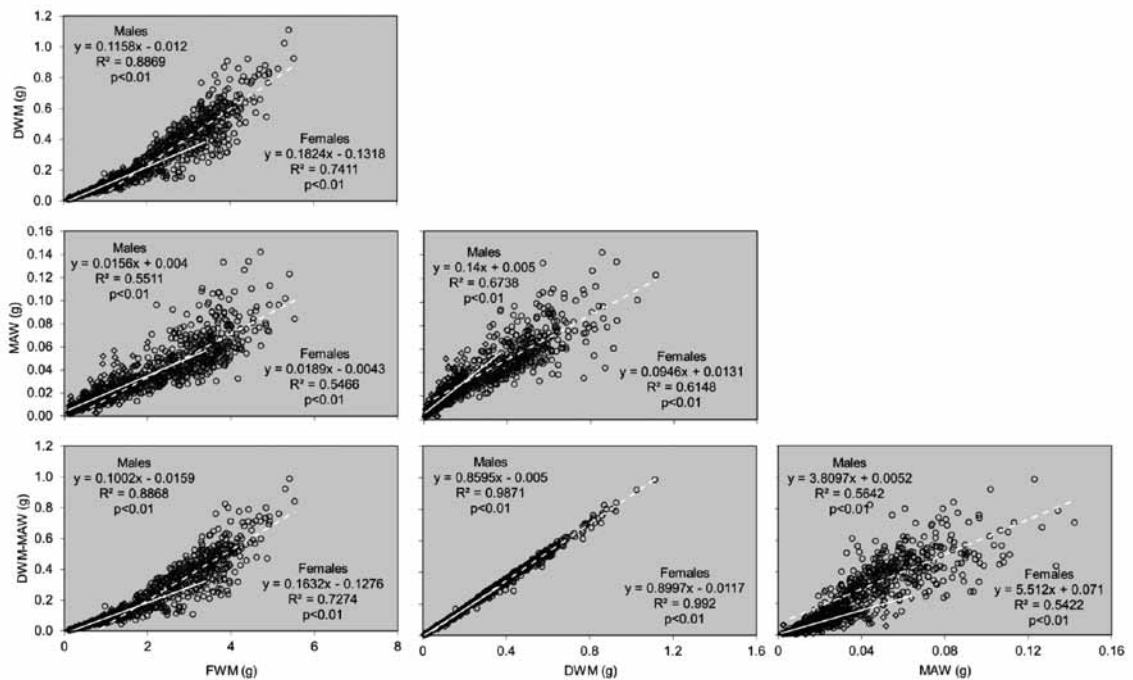 1.2
1.0
0.8
0.6
0.4
0.2
0.0
DWM (g)
Males
y = 0.1158x - 0.012
R² = 0.8869
p<0.01
Females
y = 0.1824x - 0.1318
R² = 0.7411
p<0.01
0.16
0.14
0.12
0.10
0.08
0.06
0.04
0.02
0.00
MAW (g)
Males
y = 0.0156x + 0.004
R² = 0.5511
p<0.01
Females
y = 0.0189x - 0.0043
R² = 0.5466
p<0.01
Males
y = 0.14x + 0.005
R² = 0.6738
p<0.01
Females
y = 0.0946x + 0.0131
R² = 0.6148
p<0.01
1.2
1.0
0.8
0.6
0.4
0.2
0.0
DWM-MAW (g)
Males
y = 0.1002x - 0.0159
R² = 0.8868
p<0.01
Females
y = 0.1632x - 0.1276
R² = 0.7274
p<0.01
0 2 4 6 8
FWM (g)
Males
y = 0.8595x - 0.005
R² = 0.9871
p<0.01
Females
y = 0.8997x - 0.0117
R² = 0.992
p<0.01
0 0.4 0.8 1.2 1.6
DWM (g)
Males
y = 3.8097x + 0.0052
R² = 0.5642
p<0.01
Females
y = 5.512x + 0.071
R² = 0.5422
p<0.01
0 0.04 0.08 0.12 0.16
MAW (g)